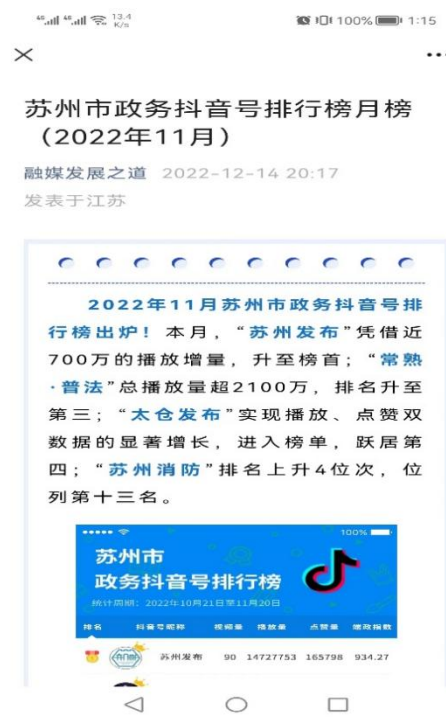 13.4
K/s
100%
1:15
苏州市政务抖音号排行榜月榜
(2022年11月)
融媒发展之道 2022-12-14 20:17
发表于江苏
2022年11月苏州市政务抖音号排
行榜出炉！本月，“苏州发布”凭借近
700万的播放增量，升至榜首；“常熟
·普法”总播放量超2100万，排名升至
第三；“太仓发布”实现播放、点赞双
数据的显著增长，进入榜单，跃居第
四；“苏州消防”排名上升4位次，位
列第十三名。
100%
苏州市
政务抖音号排行榜
统计周期：2022年10月21日至11月20日
排名 抖音号昵称 视频量 播放量 点赞量 嘀政指数
苏州发布 90 14727753 165798 934.27